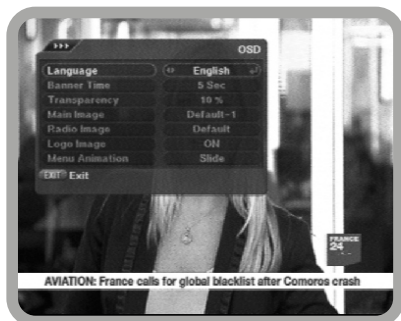 OSD
Language English
Banner Time 5 Sec
Transparency 10 %
Main Image Default-1
Radio Image Default
Logo Image ON
Menu Animation Slide
EXIT Exit
FRANCE
24
AVIATION: France calls for global blacklist after Comoros crash